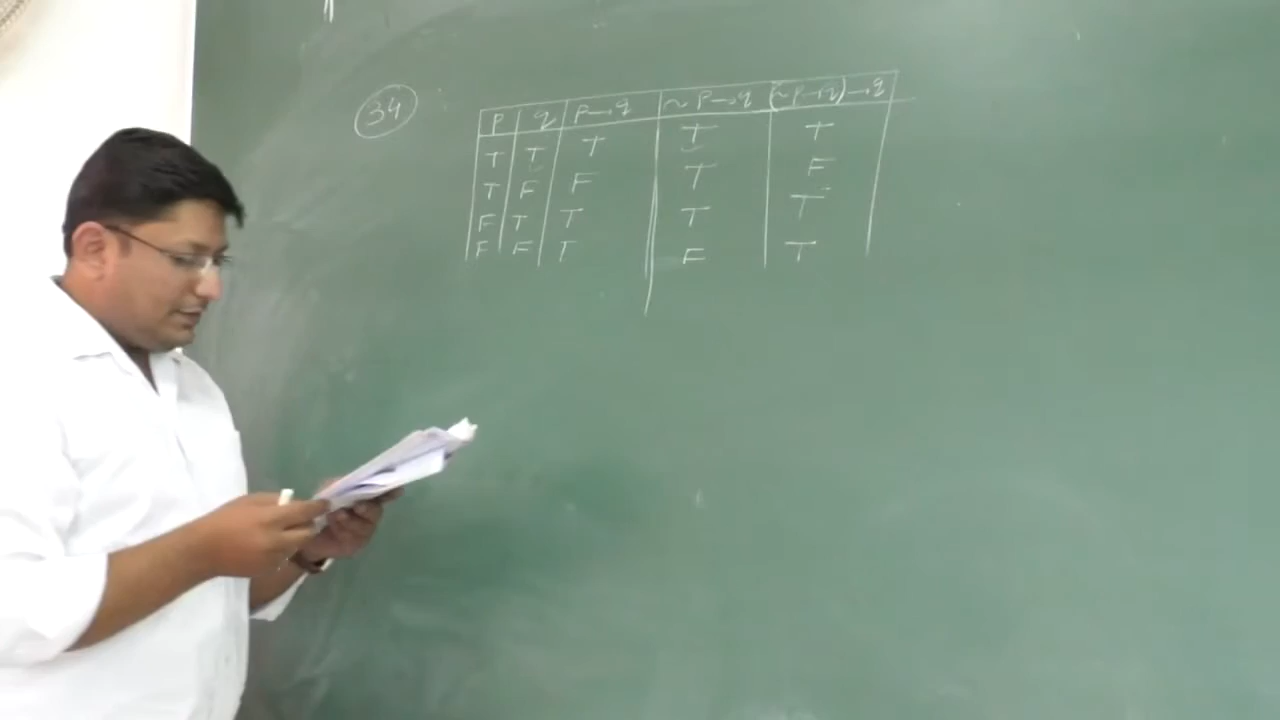 34
P q P→q ~P→q (~P→q)→q
T T T T T
T F F T F
F T T T T
F F T F T